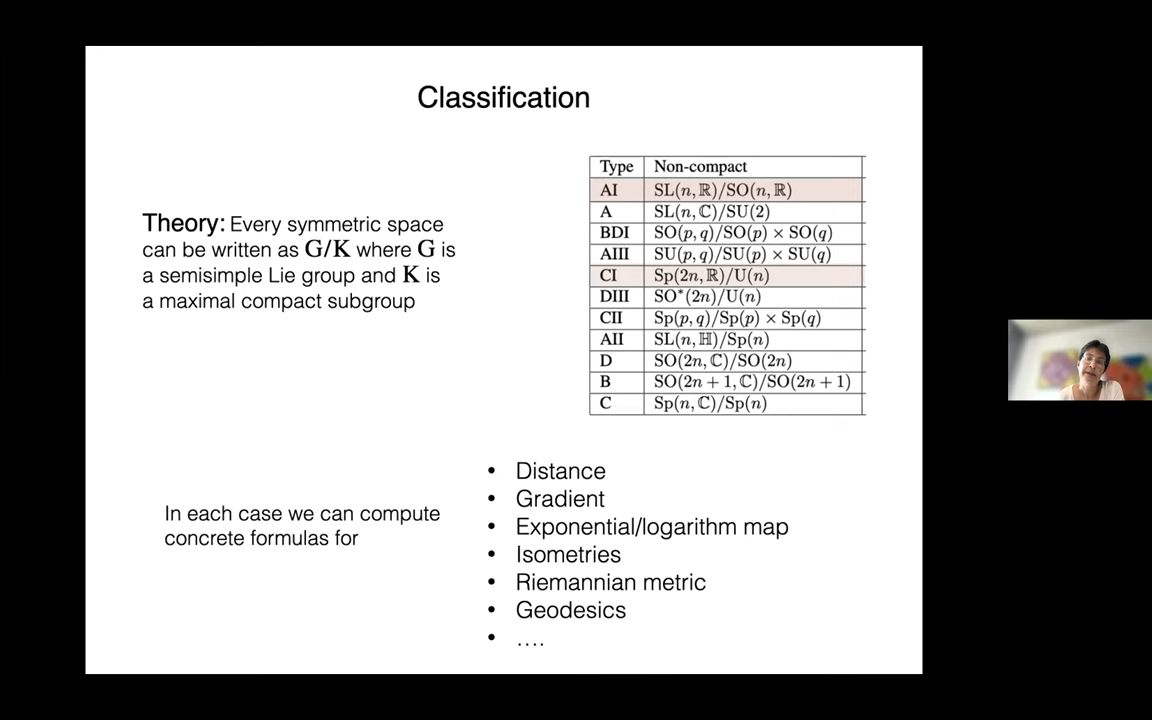 Classification
Theory: Every symmetric space
can be written as G/K where G is
a semisimple Lie group and K is
a maximal compact subgroup
Type Non-compact
AI SL(n, ℝ)/SO(n, ℝ)
A SL(n, ℂ)/SU(2)
BDI SO(p, q)/SO(p) × SO(q)
AIII SU(p, q)/SU(p) × SU(q)
CI Sp(2n, ℝ)/U(n)
DIII SO*(2n)/U(n)
CII Sp(p, q)/Sp(p) × Sp(q)
AII SL(n, ℍ)/Sp(n)
D SO(2n, ℂ)/SO(2n)
B SO(2n + 1, ℂ)/SO(2n + 1)
C Sp(n, ℂ)/Sp(n)
In each case we can compute
concrete formulas for
• Distance
• Gradient
• Exponential/logarithm map
• Isometries
• Riemannian metric
• Geodesics
• ....